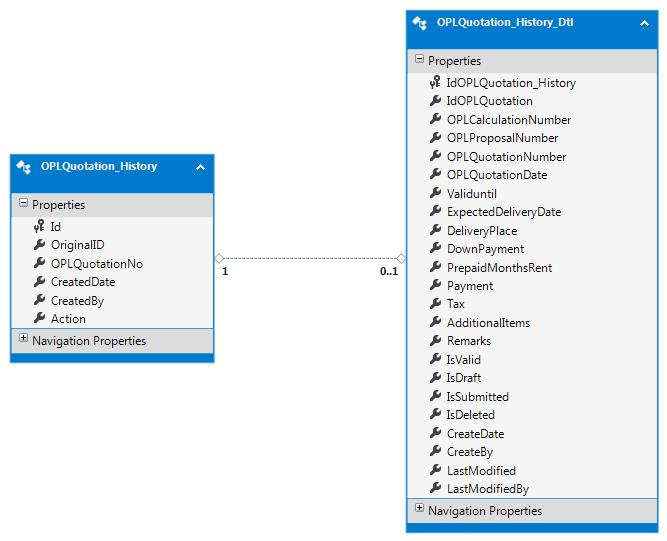 OPLQuotation_History
Properties
Id
OriginalID
OPLQuotationNo
CreatedDate
CreatedBy
Action
Navigation Properties
1
0..1
OPLQuotation_History_Dtl
Properties
IdOPLQuotation_History
IdOPLQuotation
OPLCalculationNumber
OPLProposalNumber
OPLQuotationNumber
OPLQuotationDate
Validuntil
ExpectedDeliveryDate
DeliveryPlace
DownPayment
PrepaidMonthsRent
Payment
Tax
AdditionalItems
Remarks
IsValid
IsDraft
IsSubmitted
IsDeleted
CreateDate
CreateBy
LastModified
LastModifiedBy
Navigation Properties